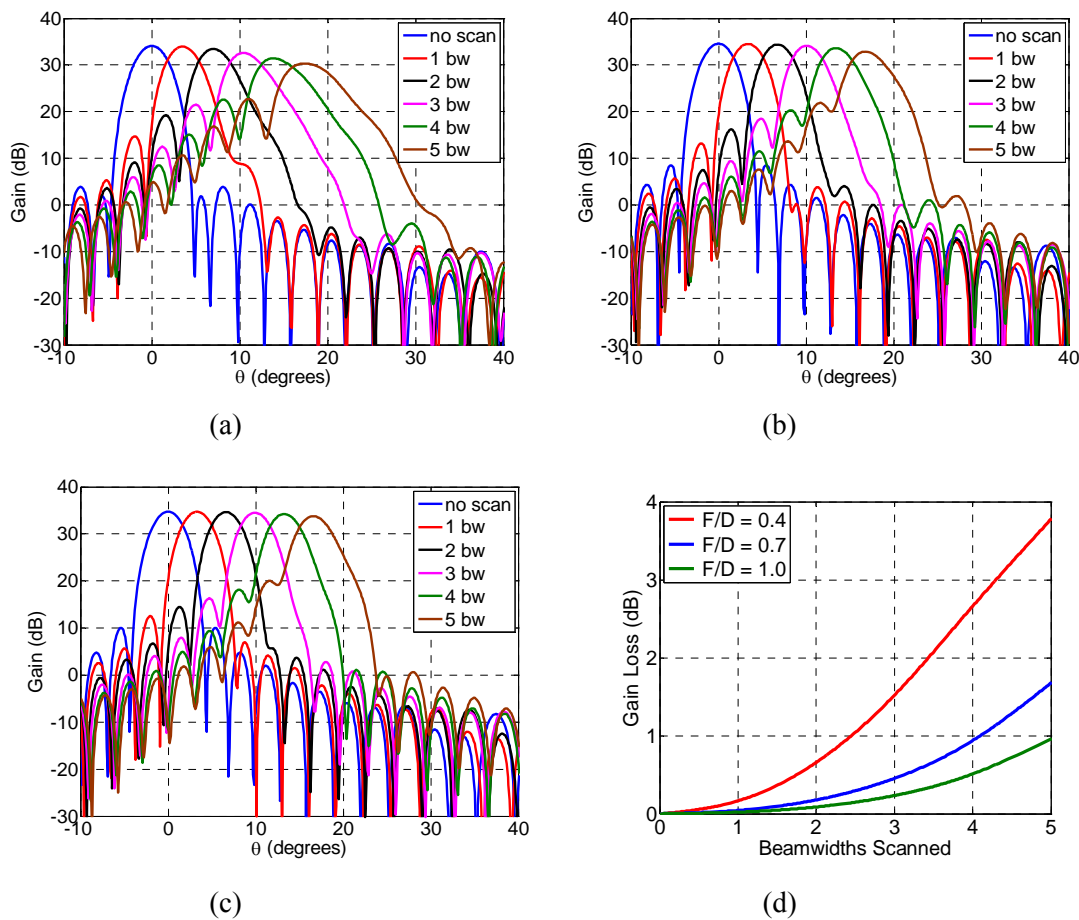 40
30
20
10
0
-10
-20
-30
-10
0
10
20
30
40
Gain (dB)
θ (degrees)
no scan
1 bw
2 bw
3 bw
4 bw
5 bw
(a)
40
30
20
10
0
-10
-20
-30
-10
0
10
20
30
40
Gain (dB)
θ (degrees)
no scan
1 bw
2 bw
3 bw
4 bw
5 bw
(b)
40
30
20
10
0
-10
-20
-30
-10
0
10
20
30
40
Gain (dB)
θ (degrees)
no scan
1 bw
2 bw
3 bw
4 bw
5 bw
(c)
4
3
2
1
0
0
1
2
3
4
5
Gain Loss (dB)
Beamwidths Scanned
F/D = 0.4
F/D = 0.7
F/D = 1.0
(d)